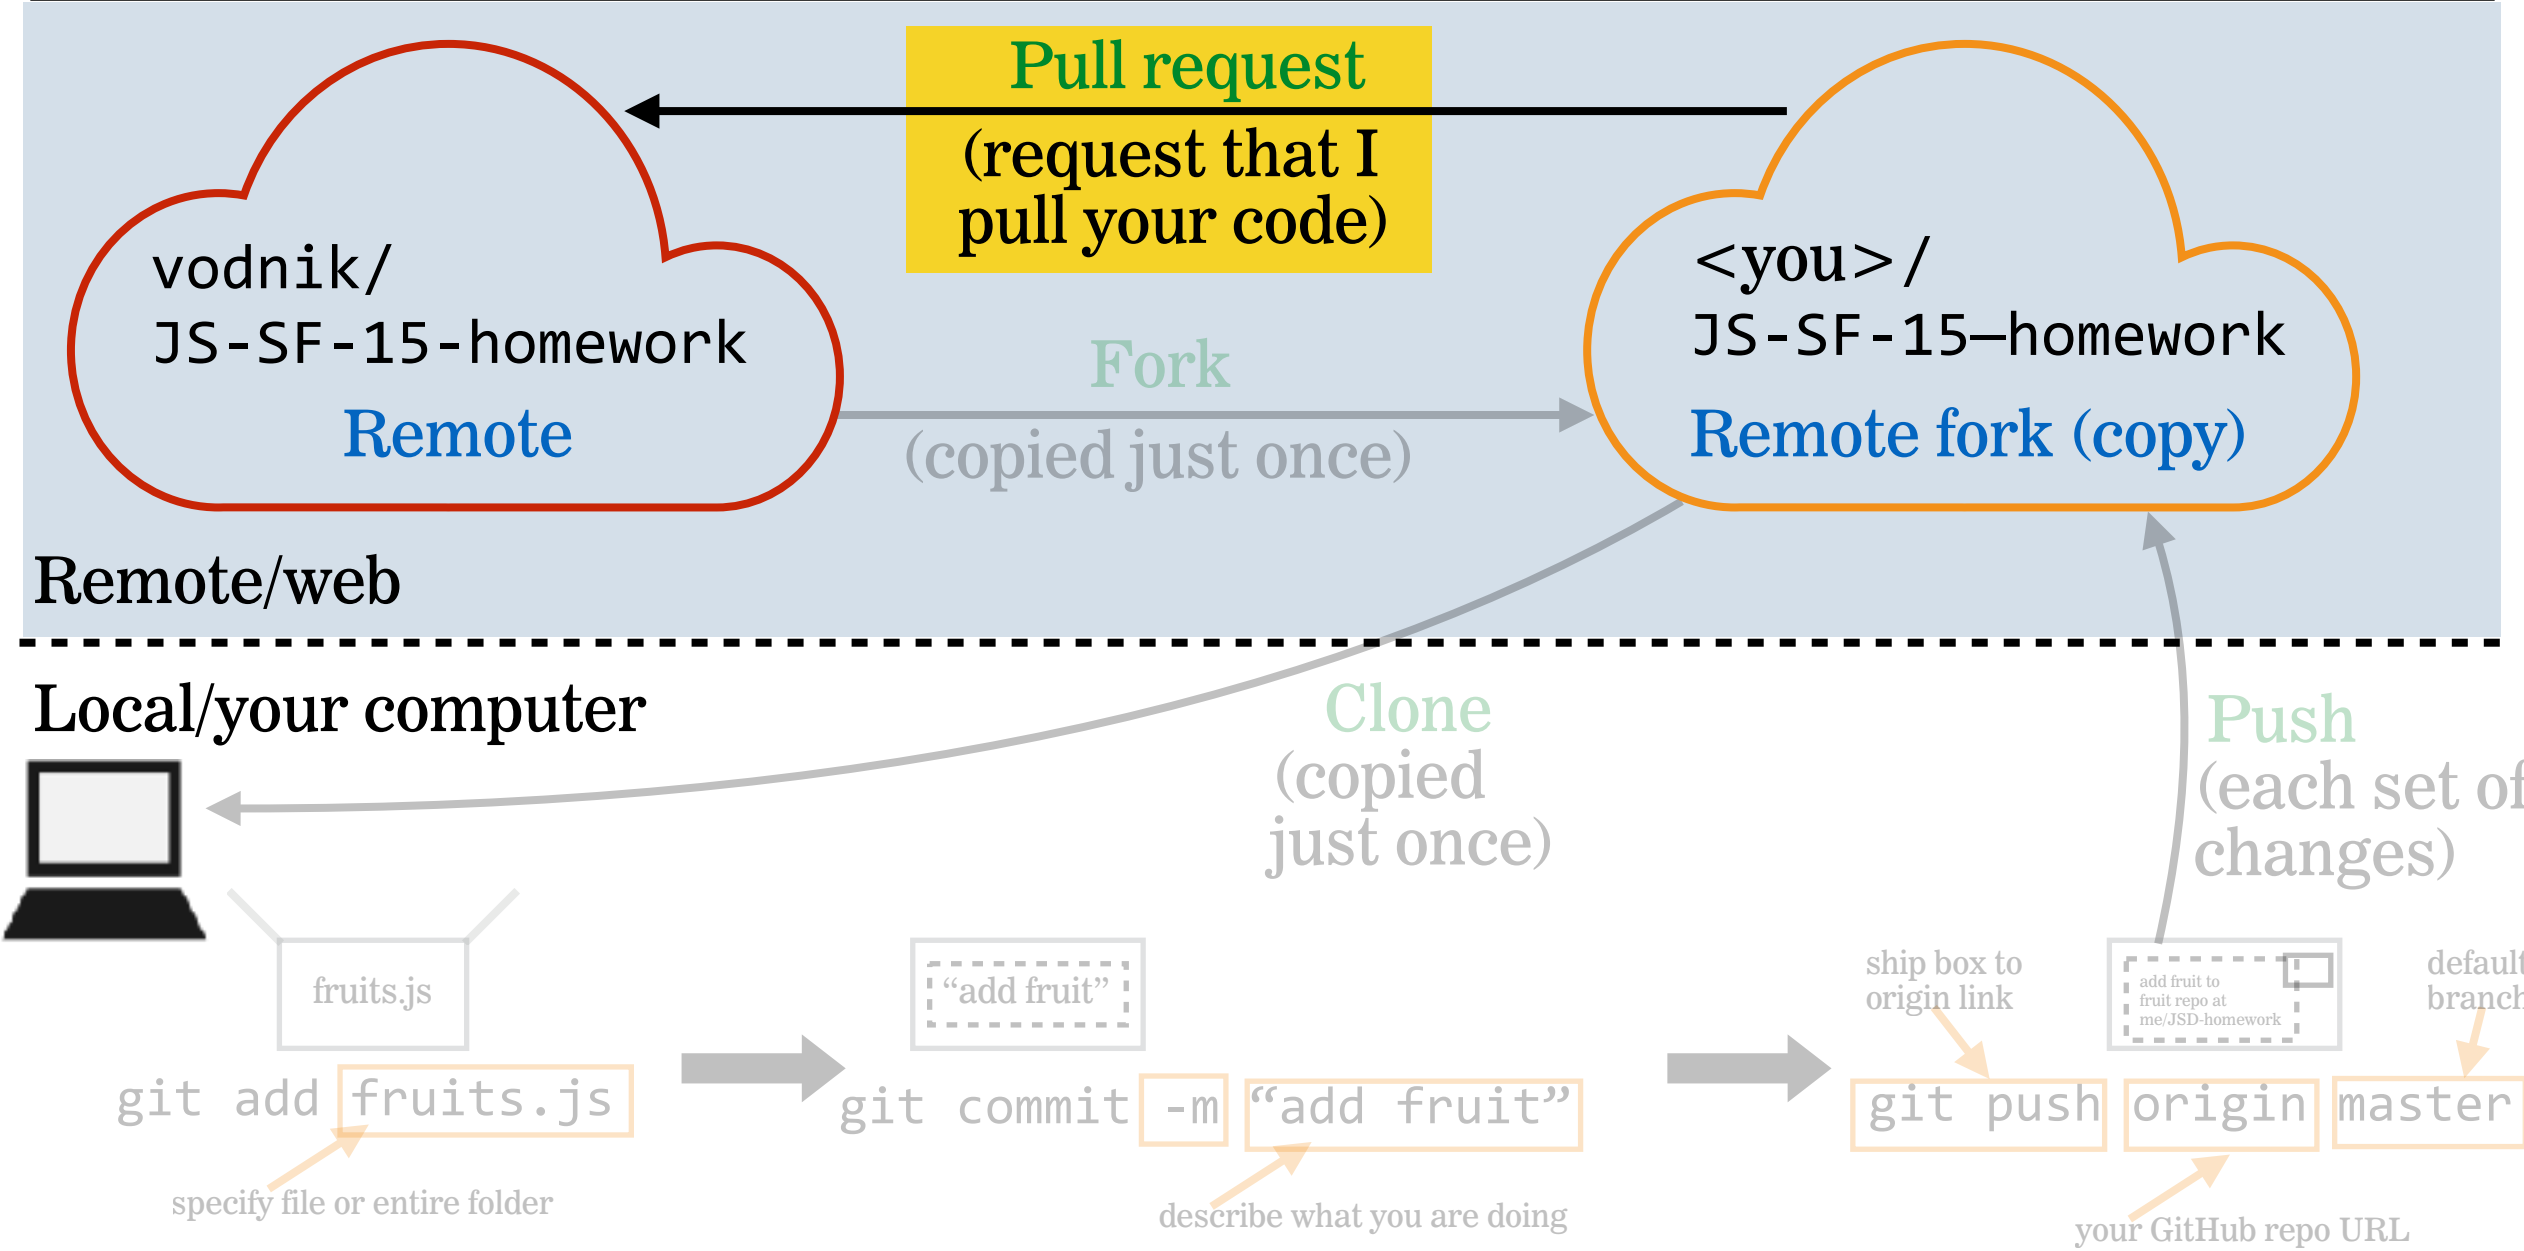 Pull request
(request that I
pull your code)
vodnik/
JS-SF-15-homework
Remote
<you>/
JS-SF-15—homework
Remote fork (copy)
Fork
(copied just once)
Remote/web
Local/your computer
Clone
(copied
just once)
Push
(each set of
changes)
fruits.js
“add fruit”
ship box to
origin link
add fruit to
fruit repo at
me/JSD-homework
default
branch
git add fruits.js
git commit -m “add fruit”
git push origin master
specify file or entire folder
describe what you are doing
your GitHub repo URL